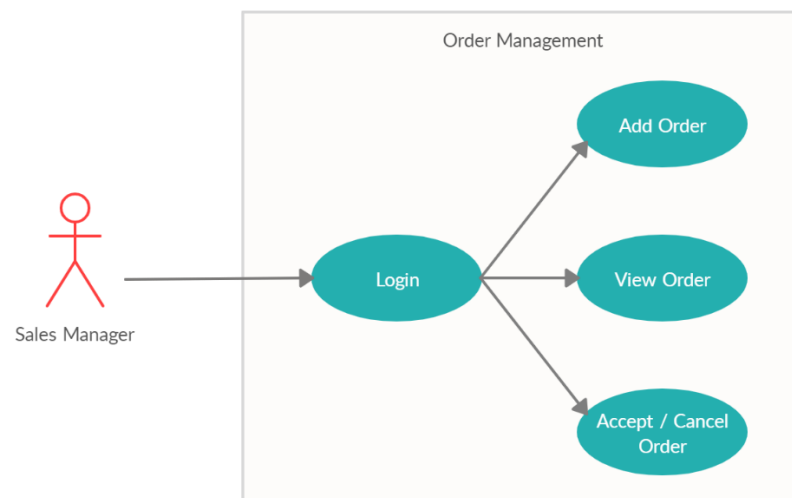 Order Management
Add Order
Login
View Order
Sales Manager
Accept / Cancel
Order